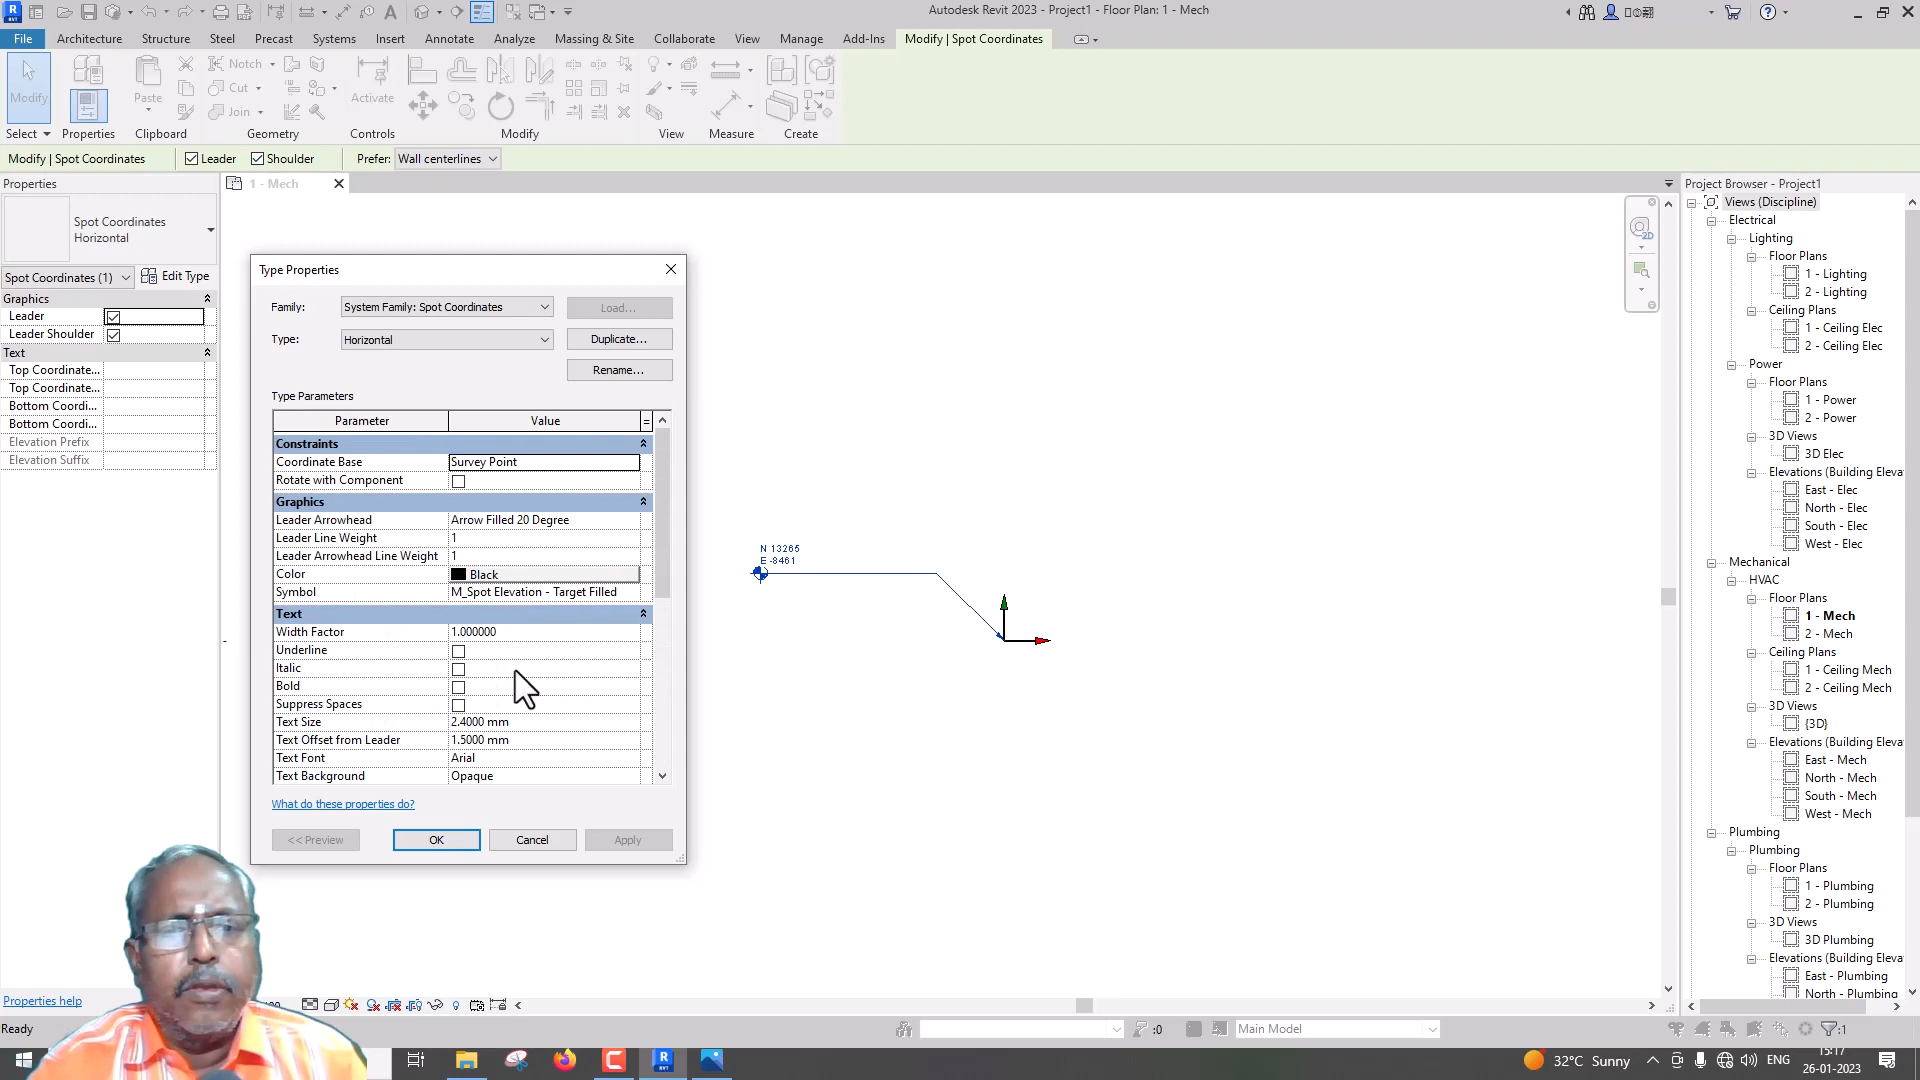 Autodesk Revit 2023 - Project1 - Floor Plan: 1 - Mech
File Architecture Structure Steel Precast Systems Insert Annotate Analyze Massing & Site Collaborate View Manage Add-Ins Modify | Spot Coordinates
Modify Paste Notch Cut Join Activate
Select Properties Clipboard Geometry Controls Modify View Measure Create
Modify | Spot Coordinates Leader Shoulder Prefer: Wall centerlines
Properties
Spot Coordinates
Horizontal
Spot Coordinates (1) Edit Type
Graphics
Leader
Leader Shoulder
Text
Top Coordinate...
Top Coordinate...
Bottom Coordi...
Bottom Coordi...
Elevation Prefix
Elevation Suffix
Properties help
1 - Mech
Type Properties
Family: System Family: Spot Coordinates Load...
Type: Horizontal Duplicate...
Rename...
Type Parameters
Parameter Value =
Constraints
Coordinate Base Survey Point
Rotate with Component
Graphics
Leader Arrowhead Arrow Filled 20 Degree
Leader Line Weight 1
Leader Arrowhead Line Weight 1
Color Black
Symbol M_Spot Elevation - Target Filled
Text
Width Factor 1.000000
Underline
Italic
Bold
Suppress Spaces
Text Size 2.4000 mm
Text Offset from Leader 1.5000 mm
Text Font Arial
Text Background Opaque
What do these properties do?
<< Preview OK Cancel Apply
N 13265
E -8461
2D
Project Browser - Project1
Views (Discipline)
Electrical
Lighting
Floor Plans
1 - Lighting
2 - Lighting
Ceiling Plans
1 - Ceiling Elec
2 - Ceiling Elec
Power
Floor Plans
1 - Power
2 - Power
3D Views
3D Elec
Elevations (Building Eleva
East - Elec
North - Elec
South - Elec
West - Elec
Mechanical
HVAC
Floor Plans
1 - Mech
2 - Mech
Ceiling Plans
1 - Ceiling Mech
2 - Ceiling Mech
3D Views
{3D}
Elevations (Building Eleva
East - Mech
North - Mech
South - Mech
West - Mech
Plumbing
Plumbing
Floor Plans
1 - Plumbing
2 - Plumbing
3D Views
3D Plumbing
Elevations (Building Eleva
East - Plumbing
North - Plumbing
Ready :0 Main Model :1
32°C Sunny ENG 15:17
26-01-2023